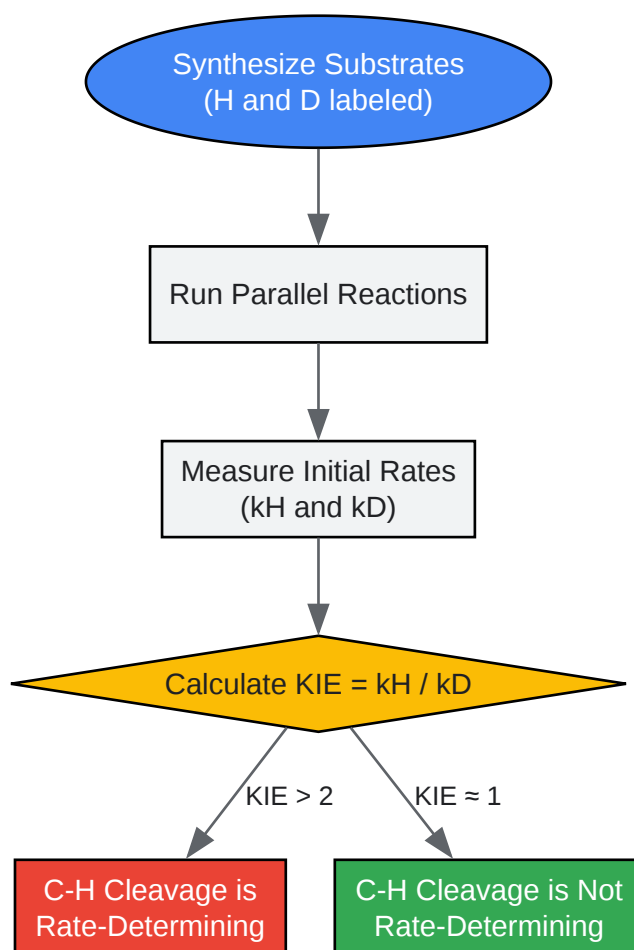 Synthesize Substrates
(H and D labeled)
Run Parallel Reactions
Measure Initial Rates
(kH and kD)
Calculate KIE = kH / kD
KIE > 2
KIE ≈ 1
C-H Cleavage is
Rate-Determining
C-H Cleavage is Not
Rate-Determining